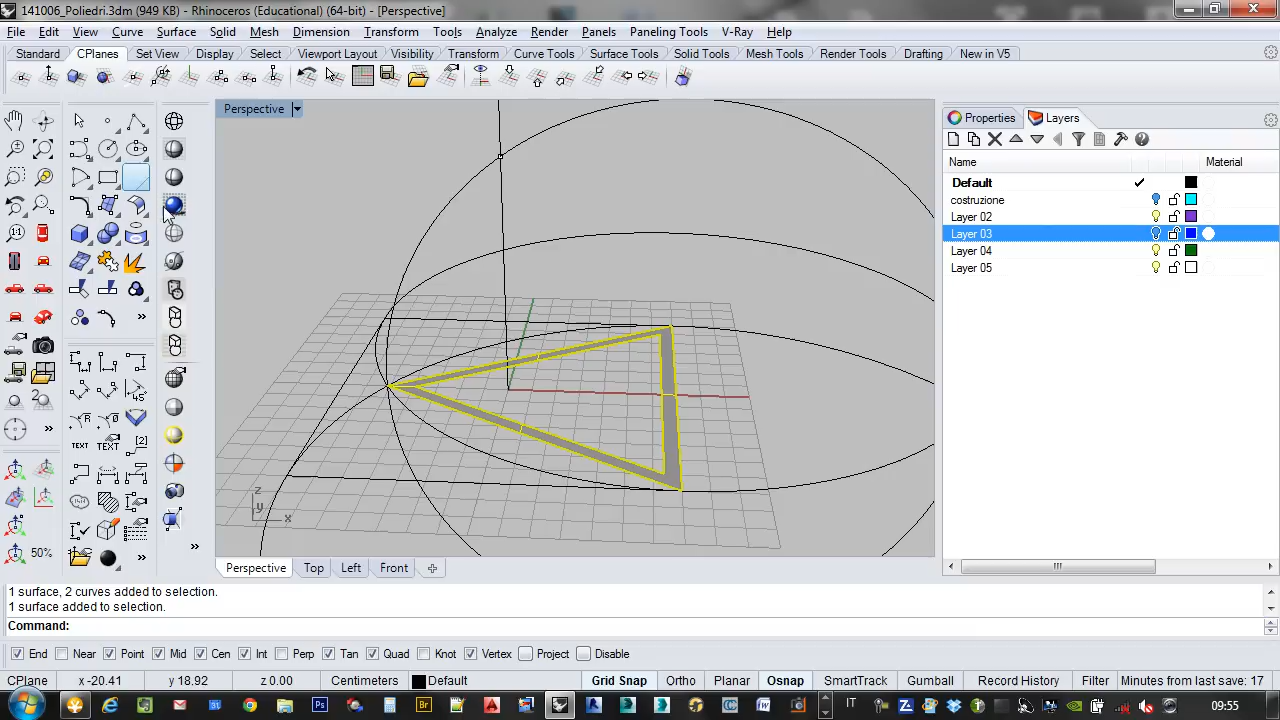 141006_Poliedri.3dm (949 KB) - Rhinoceros (Educational) (64-bit) - [Perspective]
File Edit View Curve Surface Solid Mesh Dimension Transform Tools Analyze Render Panels Paneling Tools V-Ray Help
Standard CPlanes Set View Display Select Viewport Layout Visibility Transform Curve Tools Surface Tools Solid Tools Mesh Tools Render Tools Drafting New in V5
Perspective
Properties Layers
Name Material
Default
costruzione
Layer 02
Layer 03
Layer 04
Layer 05
z
y
x
TEXT
50%
Perspective Top Left Front
1 surface, 2 curves added to selection.
1 surface added to selection.
Command:
End Near Point Mid Cen Int Perp Tan Quad Knot Vertex Project Disable
CPlane x -20.41 y 18.92 z 0.00 Centimeters Default Grid Snap Ortho Planar Osnap SmartTrack Gumball Record History Filter Minutes from last save: 17
IT 09:55